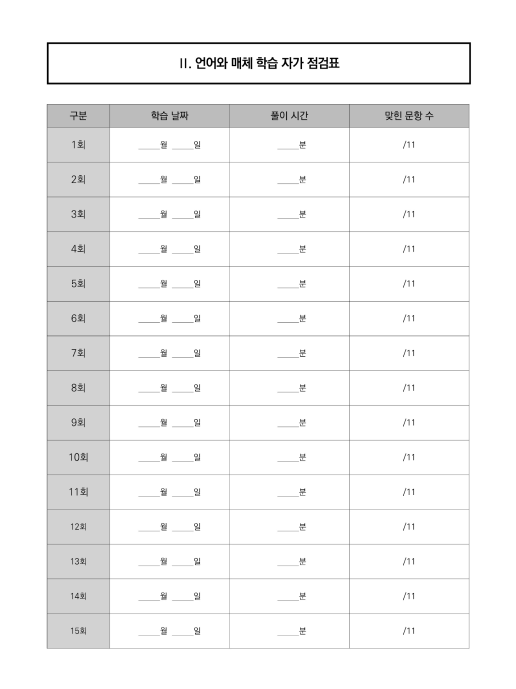 II. 언어와 매체 학습 자가 점검표
구분 학습 날짜 풀이 시간 맞힌 문항 수
1회 ____월 ____일 ____분 /11
2회 ____월 ____일 ____분 /11
3회 ____월 ____일 ____분 /11
4회 ____월 ____일 ____분 /11
5회 ____월 ____일 ____분 /11
6회 ____월 ____일 ____분 /11
7회 ____월 ____일 ____분 /11
8회 ____월 ____일 ____분 /11
9회 ____월 ____일 ____분 /11
10회 ____월 ____일 ____분 /11
11회 ____월 ____일 ____분 /11
12회 ____월 ____일 ____분 /11
13회 ____월 ____일 ____분 /11
14회 ____월 ____일 ____분 /11
15회 ____월 ____일 ____분 /11